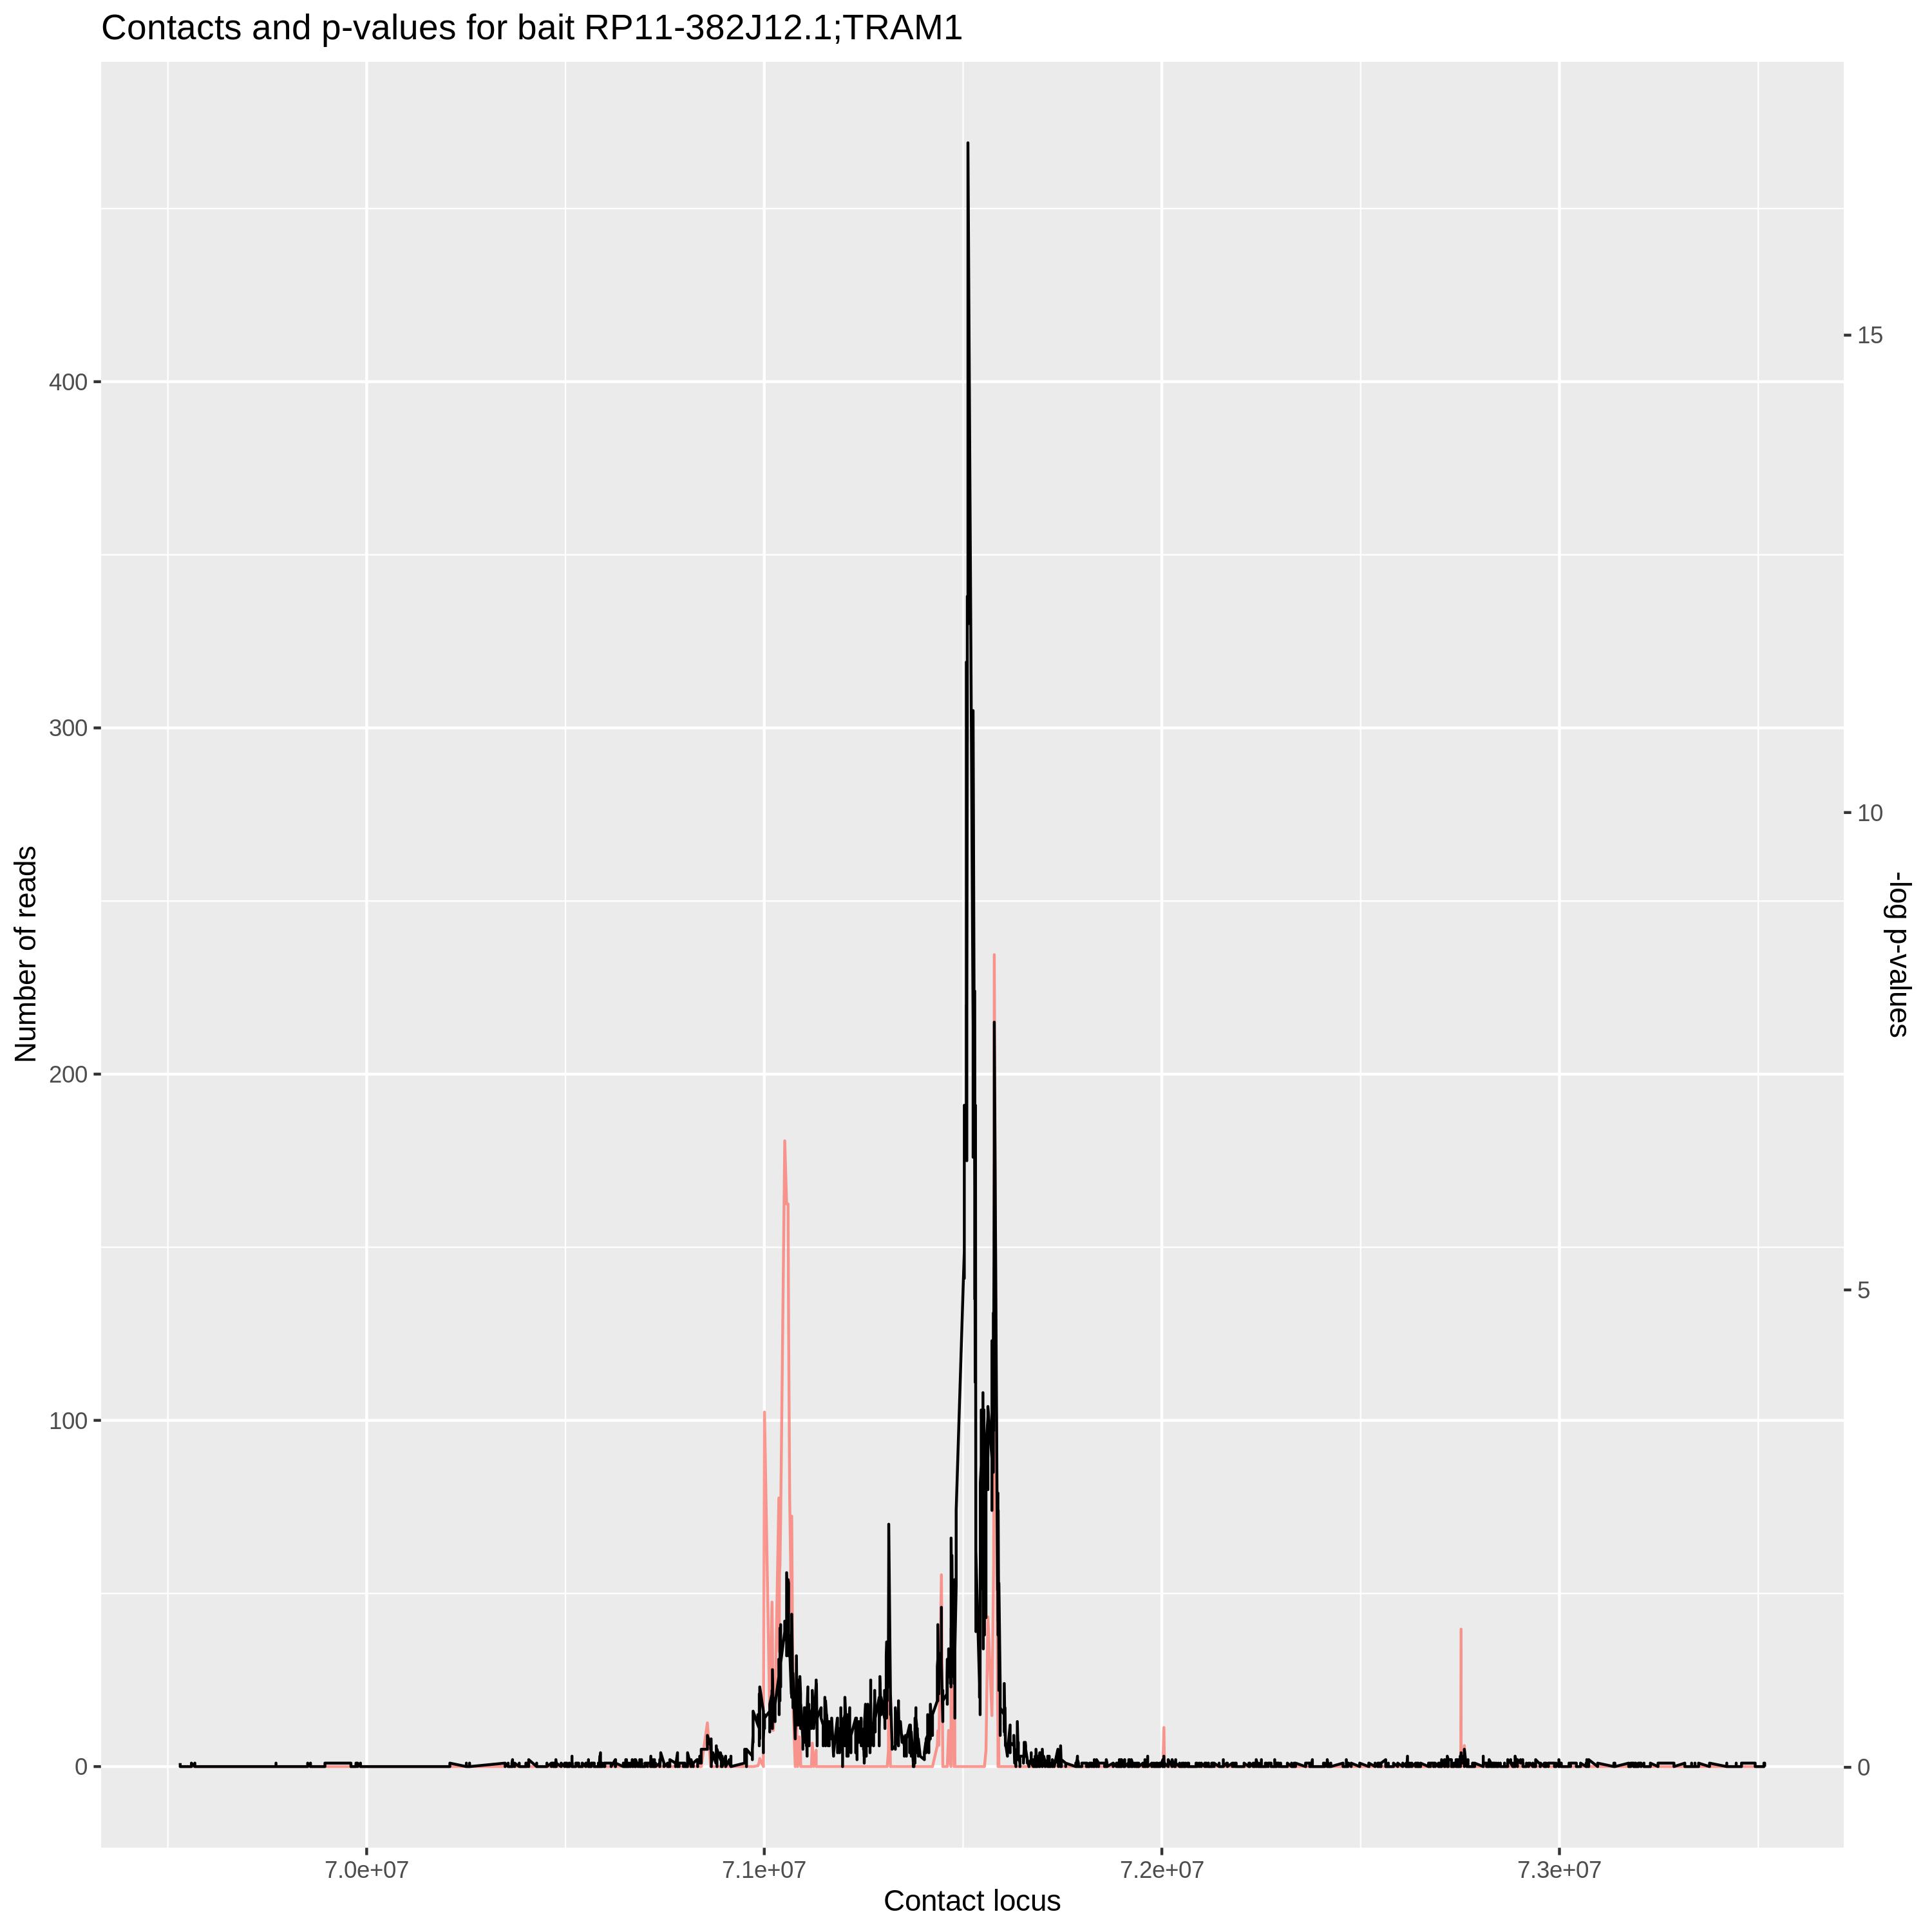 Contacts and p-values for bait RP11-382J12.1;TRAM1
Number of reads
400
300
200
100
0
15
10
5
0
-log p-values
7.0e+07
7.1e+07
7.2e+07
7.3e+07
Contact locus